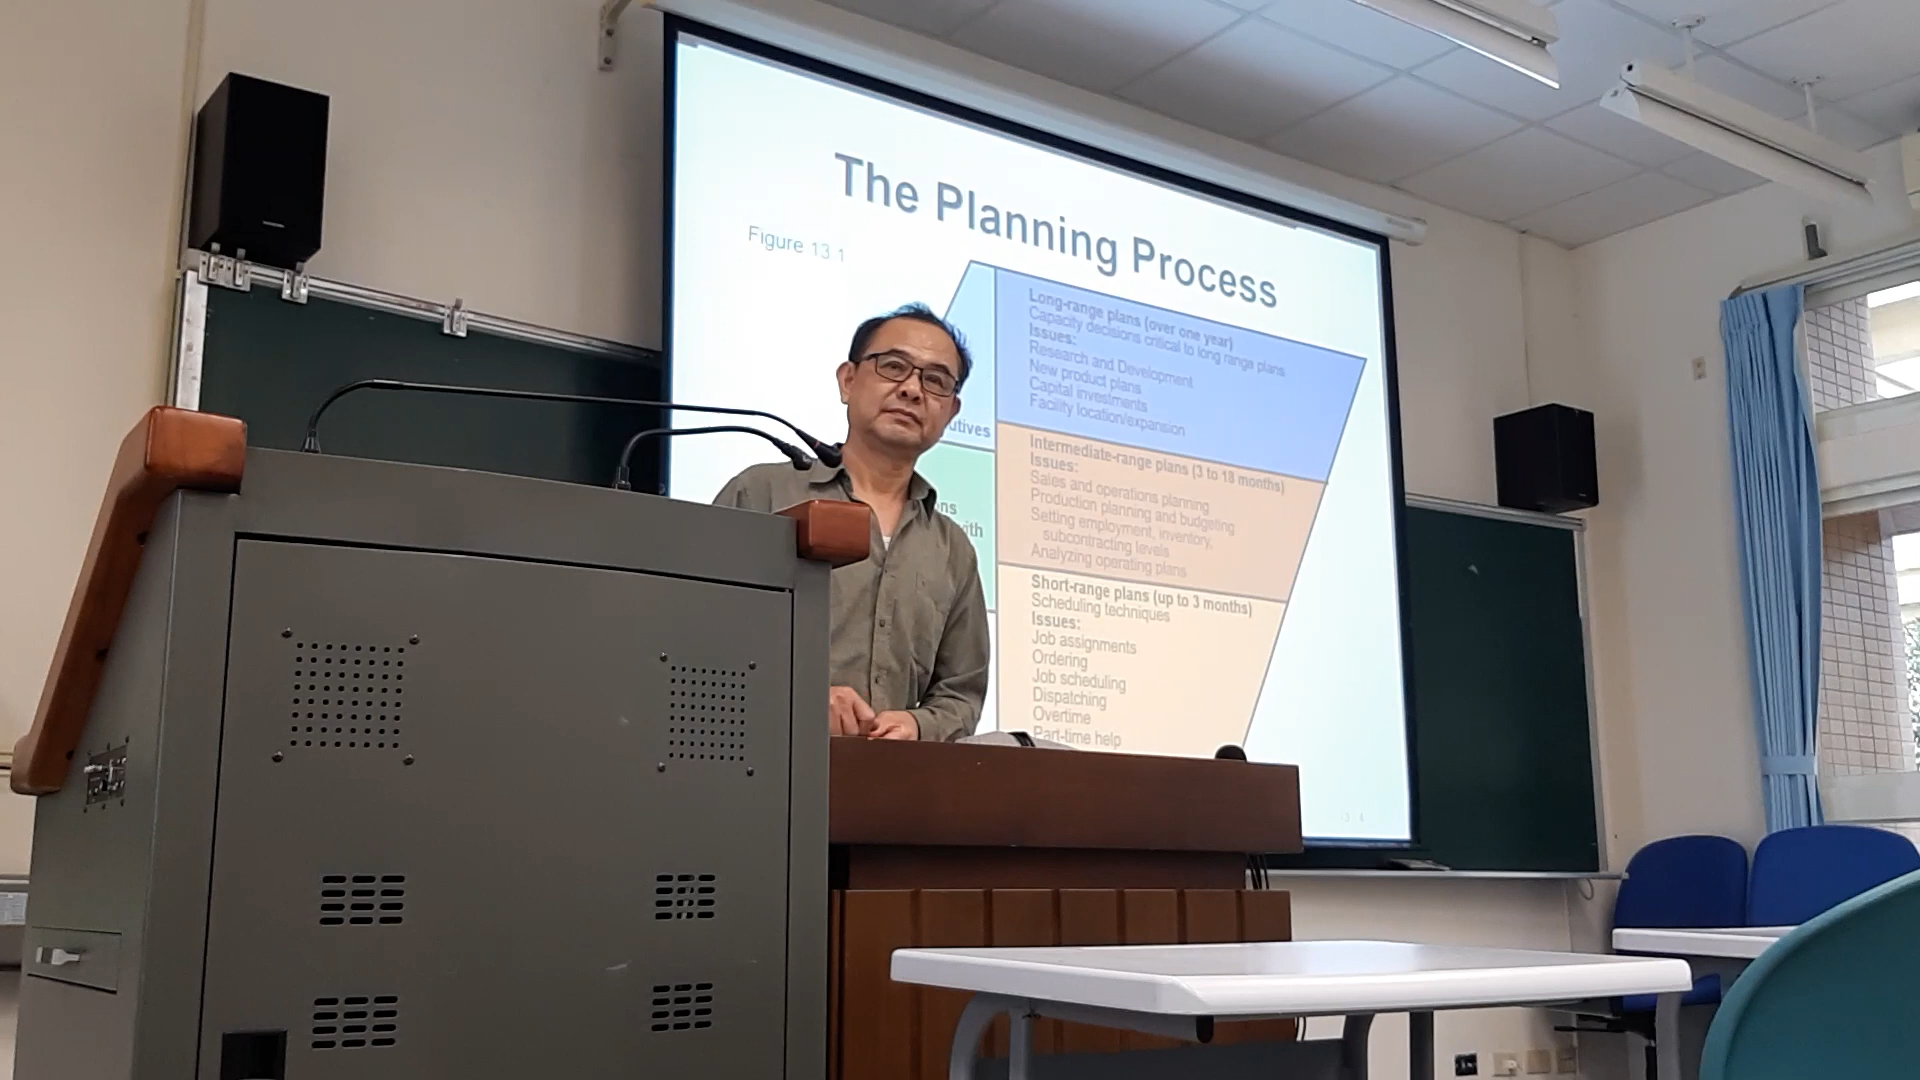 The Planning Process
Figure 13.1
Long-range plans (over one year)
Capacity decisions critical to long range plans
Issues:
Research and Development
New product plans
Capital investments
Facility location/expansion
utives
Intermediate-range plans (3 to 18 months)
Issues:
Sales and operations planning
Production planning and budgeting
Setting employment, inventory,
subcontracting levels
Analyzing operating plans
ns
with
Short-range plans (up to 3 months)
Scheduling techniques
Issues:
Job assignments
Ordering
Job scheduling
Dispatching
Overtime
Part-time help